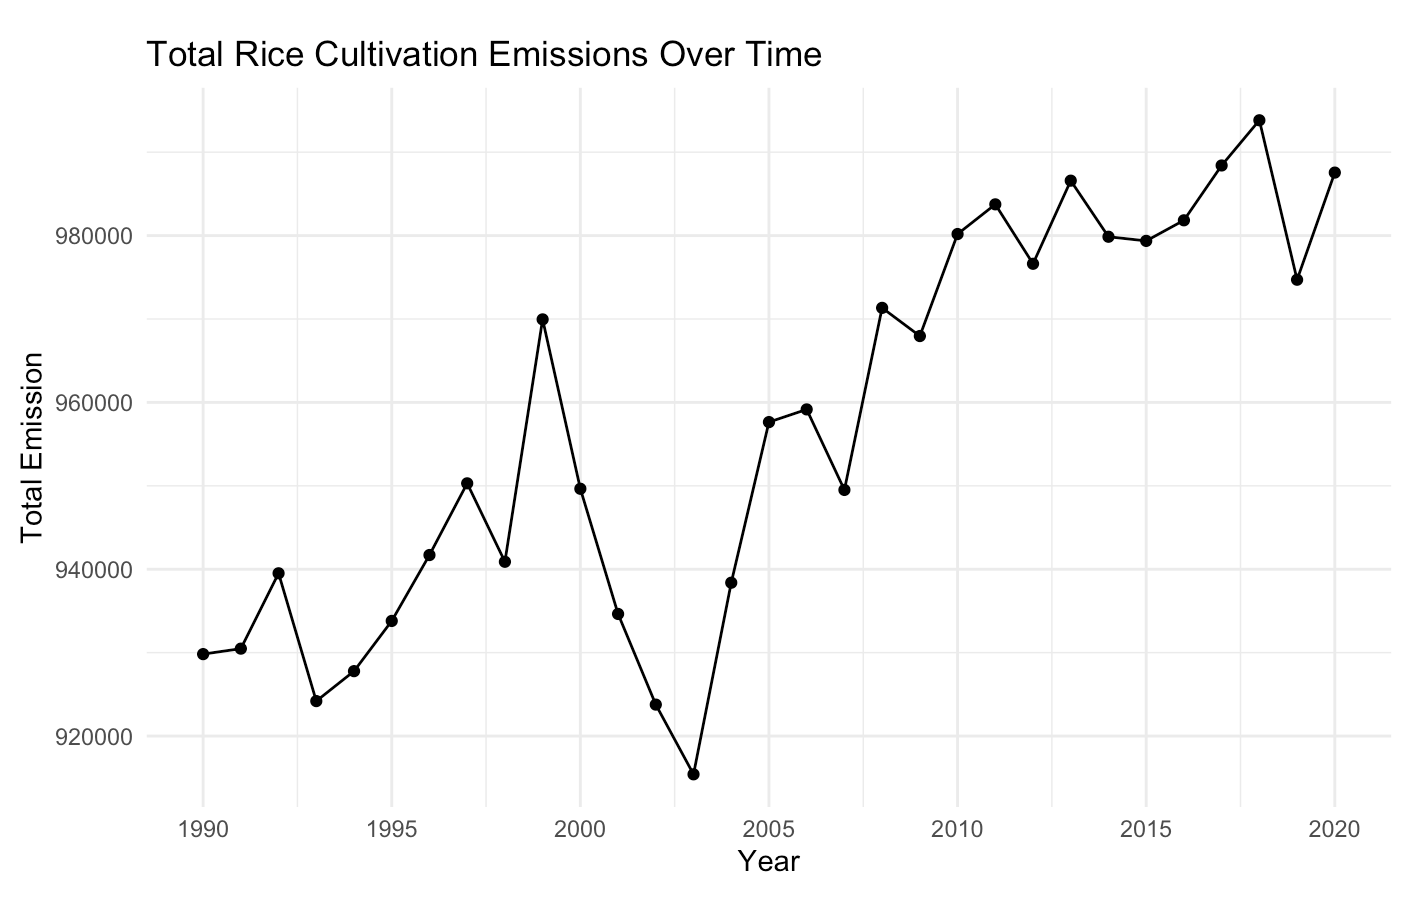 Total Rice Cultivation Emissions Over Time
Total Emission
980000
960000
940000
920000
1990 1995 2000 2005 2010 2015 2020
Year